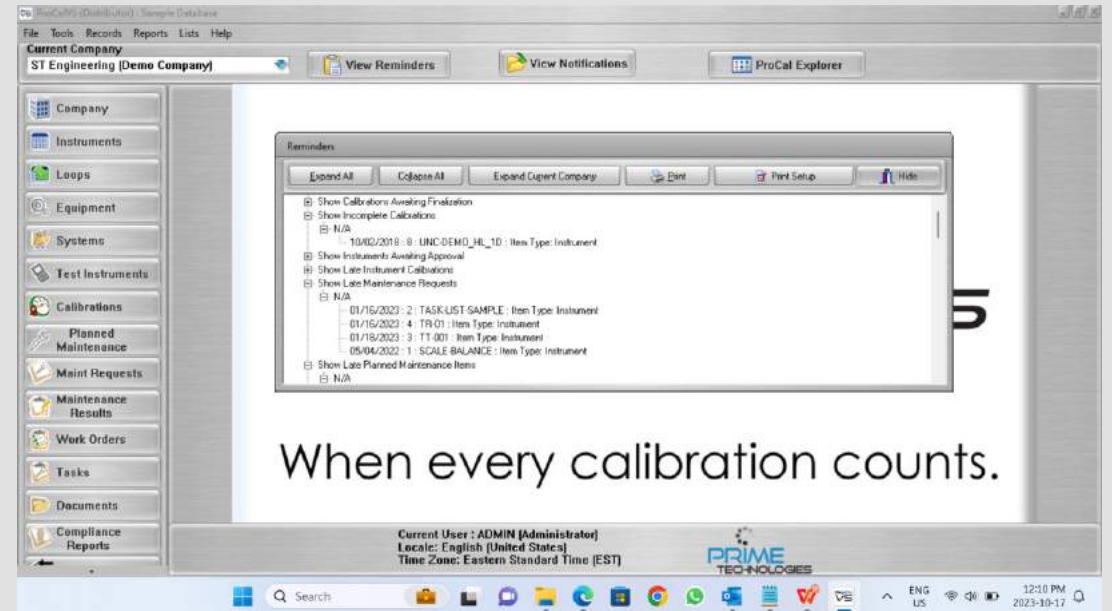 ProCalV5 (Distributor) : Sample Database
File Tools Records Reports Lists Help
Current Company
ST Engineering (Demo Company)
View Reminders
View Notifications
ProCal Explorer
Company
Instruments
Loops
Equipment
Systems
Test Instruments
Calibrations
Planned
Maintenance
Maint Requests
Maintenance
Results
Work Orders
Tasks
Documents
Compliance
Reports
Reminders
Expand All
Collapse All
Expand Current Company
Print
Print Setup
Hide
Show Calibrations Awaiting Finalization
Show Incomplete Calibrations
N/A
10/02/2018 : 8 : UNC-DEMO_HL_1D : Item Type: Instrument
Show Instruments Awaiting Approval
Show Late Instrument Calibrations
Show Late Maintenance Requests
N/A
01/16/2023 : 2 : TASK-LIST-SAMPLE : Item Type: Instrument
01/16/2023 : 4 : TR-01 : Item Type: Instrument
01/18/2023 : 3 : TT-001 : Item Type: Instrument
05/04/2022 : 1 : SCALE-BALANCE : Item Type: Instrument
Show Late Planned Maintenance Items
N/A
5
When every calibration counts.
Current User : ADMIN (Administrator)
Locale: English (United States)
Time Zone: Eastern Standard Time (EST)
PRIME
TECHNOLOGIES
Search
ENG
US
12:10 PM
2023-10-17